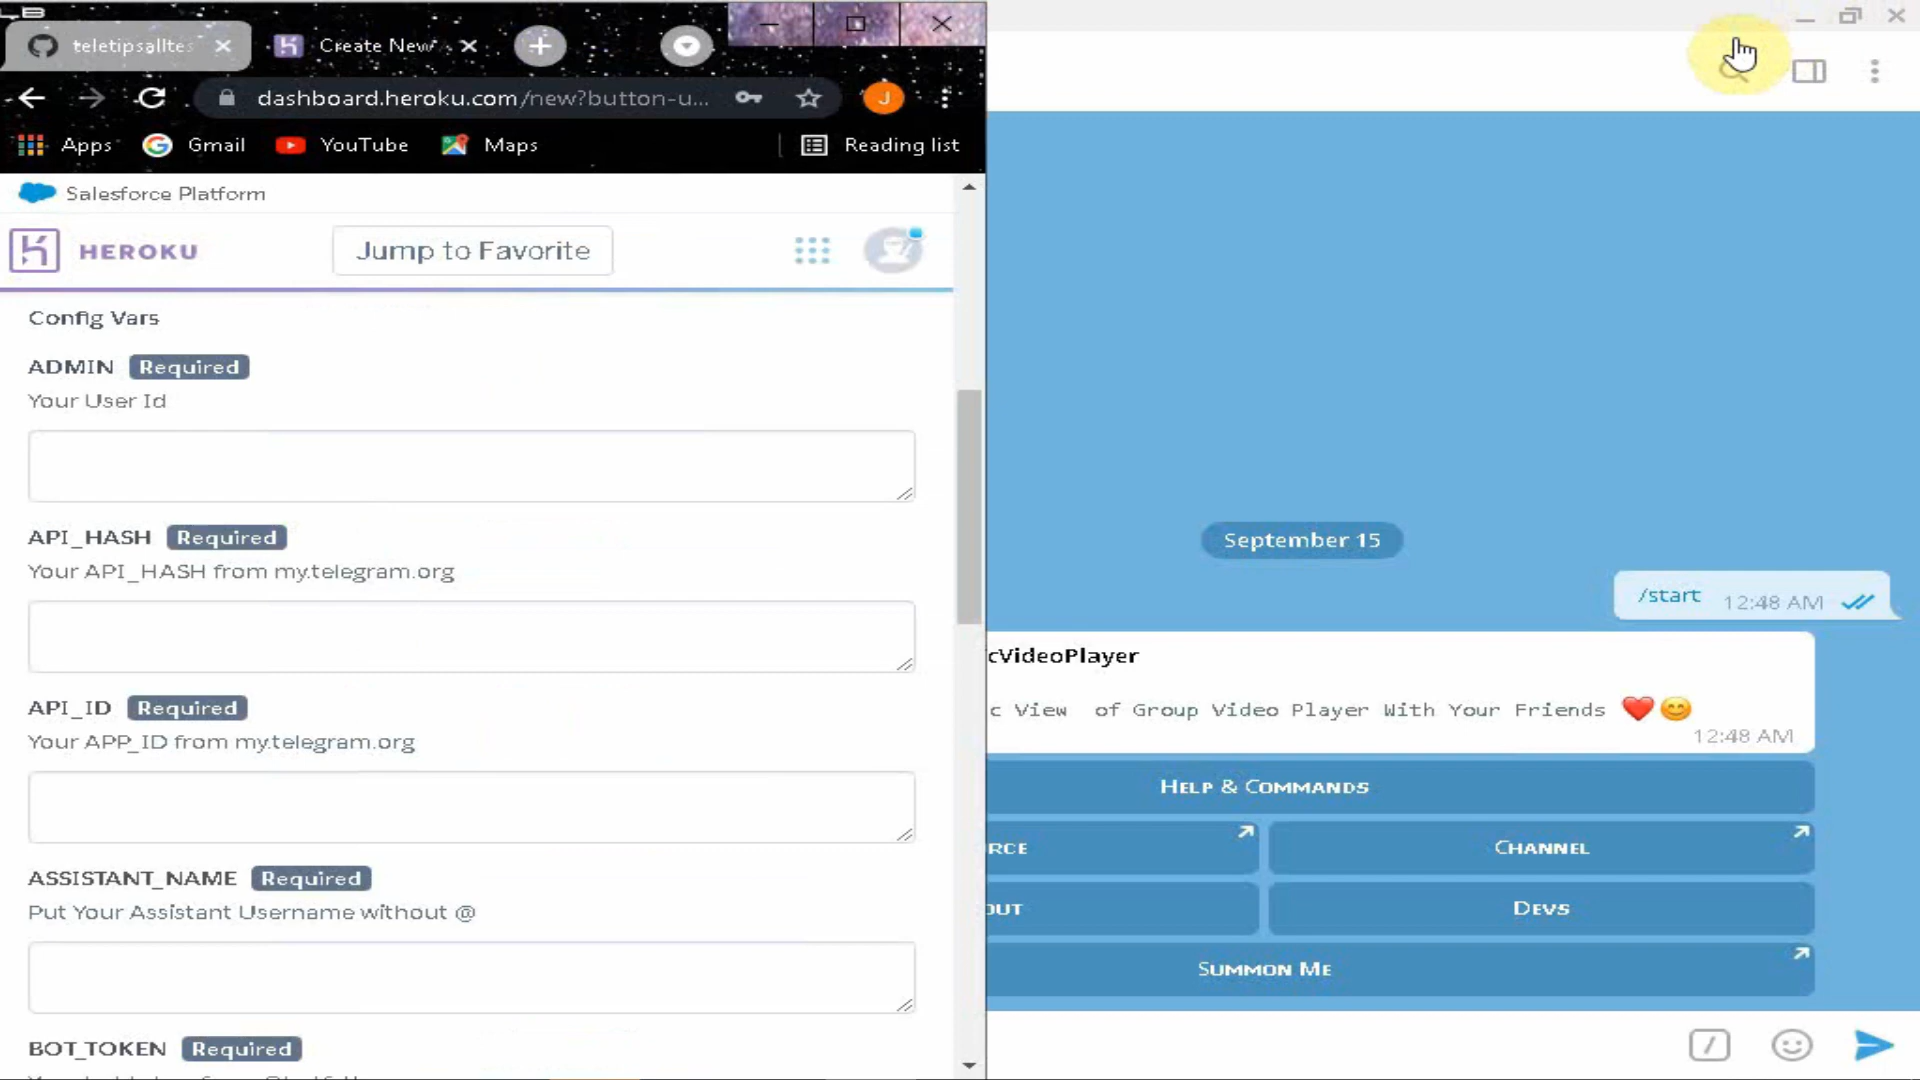 teletipsalltes
Create New
dashboard.heroku.com/new?button-u...
J
Apps
Gmail
YouTube
Maps
Reading list
Salesforce Platform
HEROKU
Jump to Favorite
Config Vars
ADMIN Required
Your User Id
API_HASH Required
Your API_HASH from my.telegram.org
API_ID Required
Your APP_ID from my.telegram.org
ASSISTANT_NAME Required
Put Your Assistant Username without @
BOT_TOKEN Required
September 15
/start 12:48 AM
cVideoPlayer
c View of Group Video Player With Your Friends ❤️😊
12:48 AM
HELP & COMMANDS
RCE
CHANNEL
OUT
DEVS
SUMMON ME